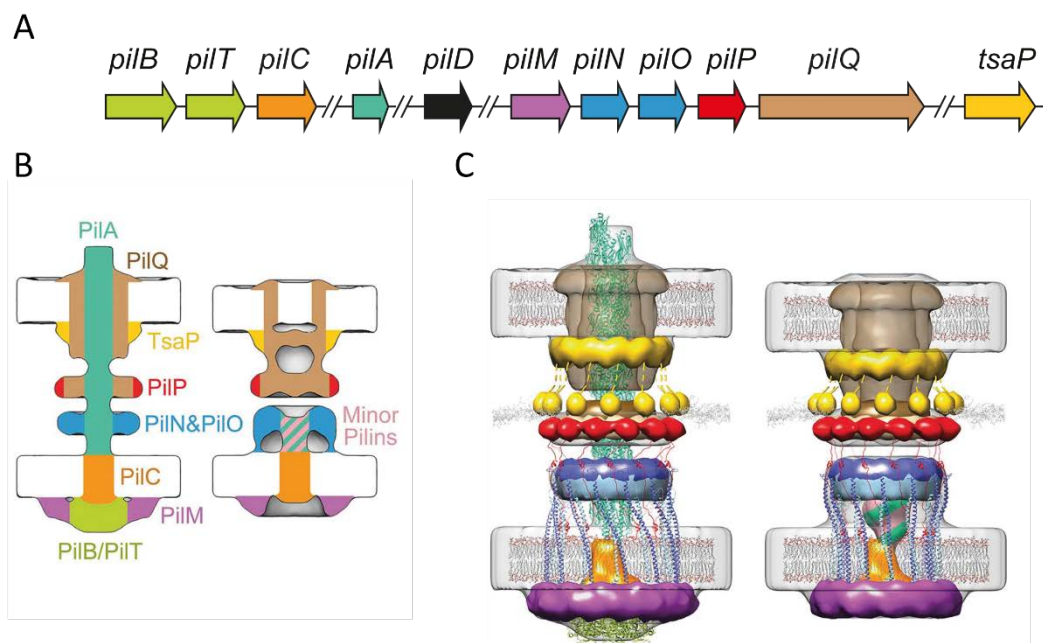 A
pilB pilT pilC pilA pilD pilM pilN pilO pilP pilQ tsaP
B
PilA
PilQ
TsaP
PilP
PilN&PilO
Minor
Pilins
PilC
PilM
PilB/PilT
C